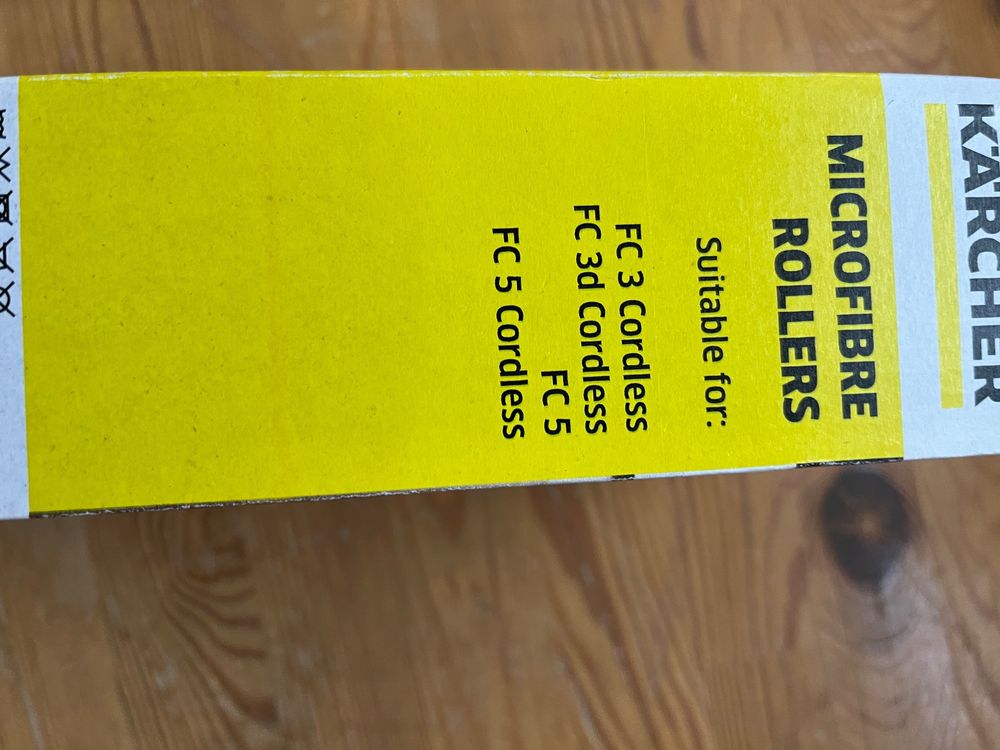 KÄRCHER
MICROFIBRE
ROLLERS
Suitable for:
FC 3 Cordless
FC 3d Cordless
FC 5
FC 5 Cordless